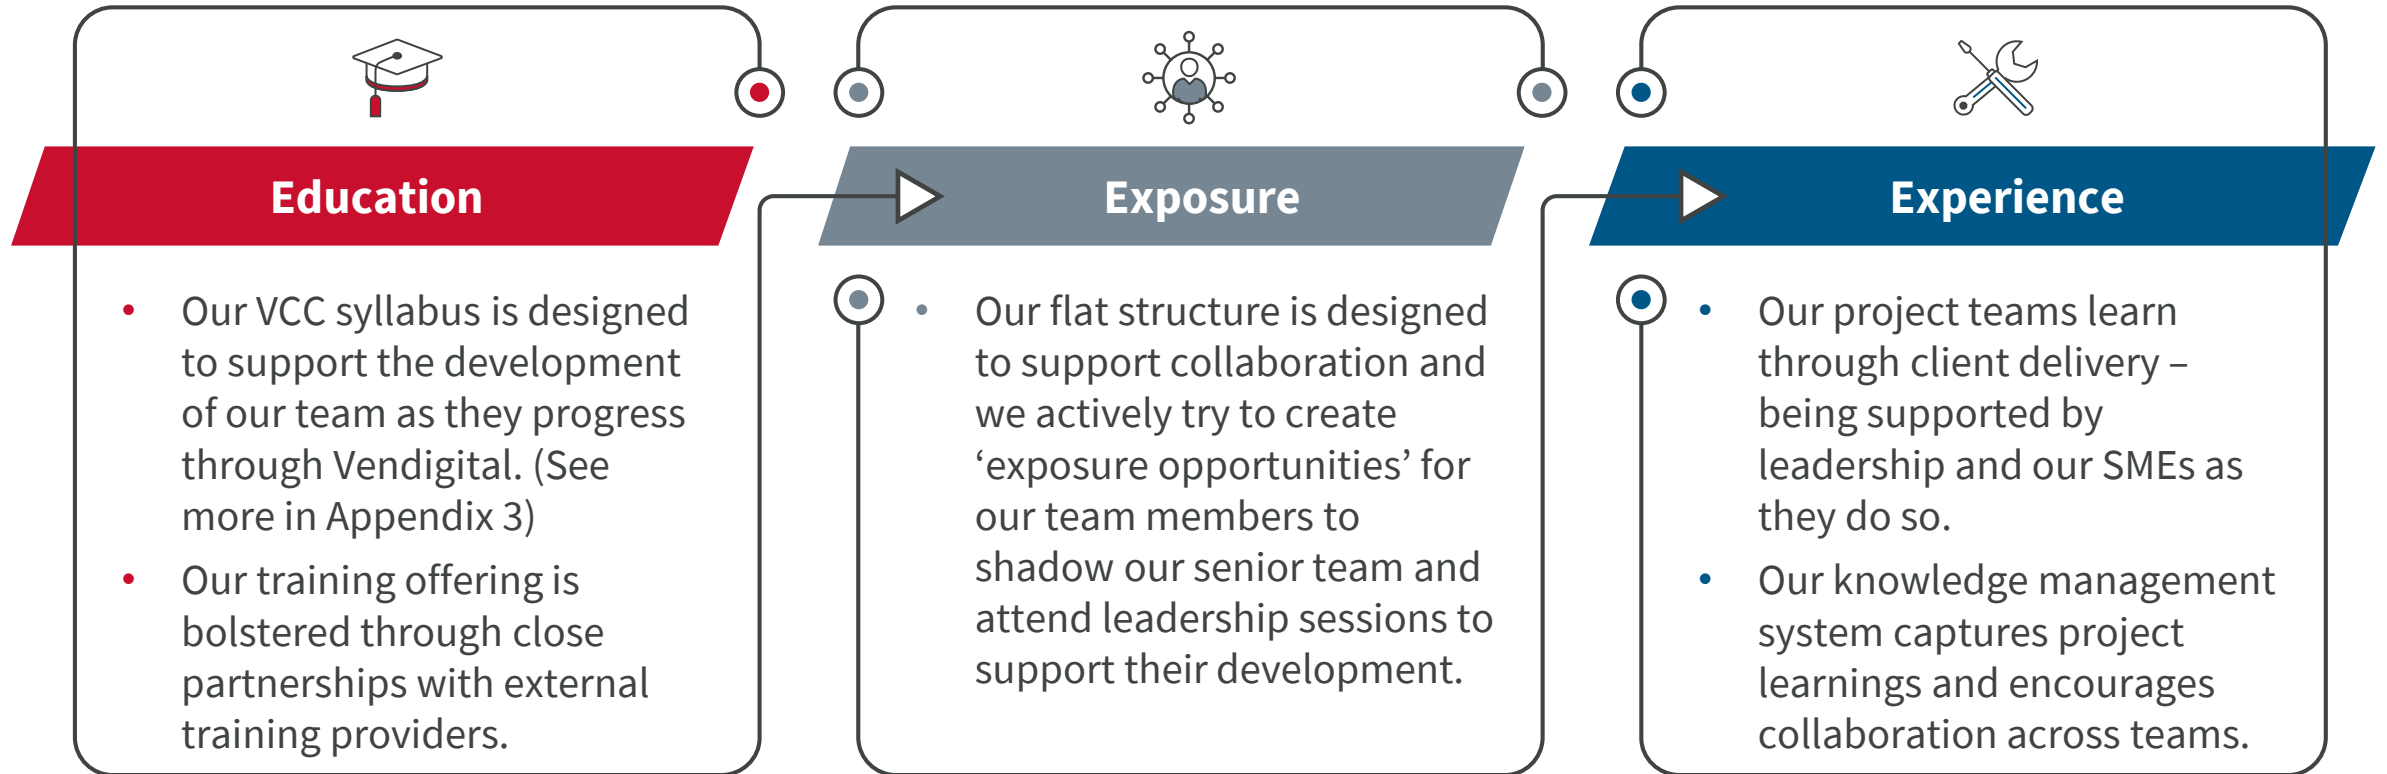 Education
• Our VCC syllabus is designed
to support the development
of our team as they progress
through Vendigital. (See
more in Appendix 3)
• Our training offering is
bolstered through close
partnerships with external
training providers.
Exposure
• Our flat structure is designed
to support collaboration and
we actively try to create
‘exposure opportunities’ for
our team members to
shadow our senior team and
attend leadership sessions to
support their development.
Experience
• Our project teams learn
through client delivery –
being supported by
leadership and our SMEs as
they do so.
• Our knowledge management
system captures project
learnings and encourages
collaboration across teams.